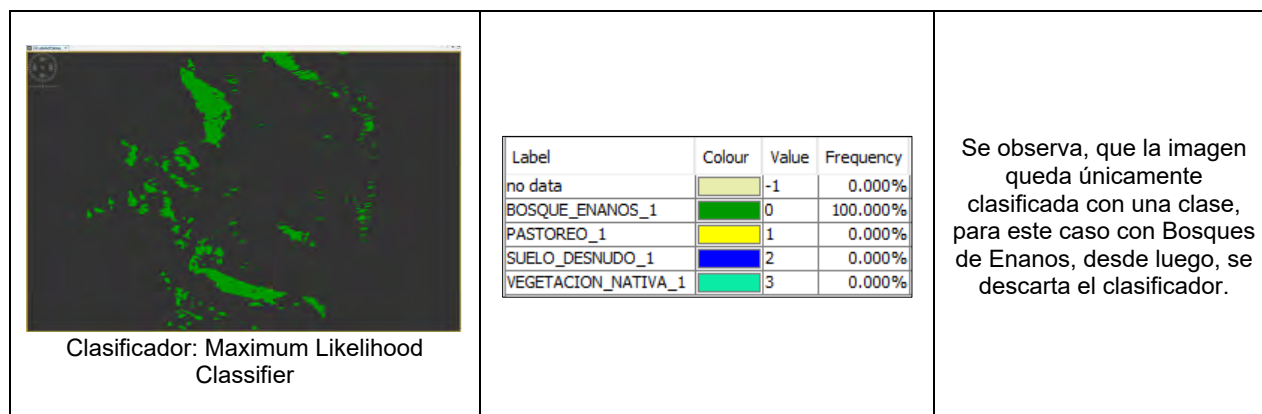 Clasificador: Maximum Likelihood
Classifier
Label Colour Value Frequency
no data -1 0.000%
BOSQUE_ENANOS_1 0 100.000%
PASTOREO_1 1 0.000%
SUELO_DESNUDO_1 2 0.000%
VEGETACION_NATIVA_1 3 0.000%
Se observa, que la imagen
queda únicamente
clasificada con una clase,
para este caso con Bosques
de Enanos, desde luego, se
descarta el clasificador.